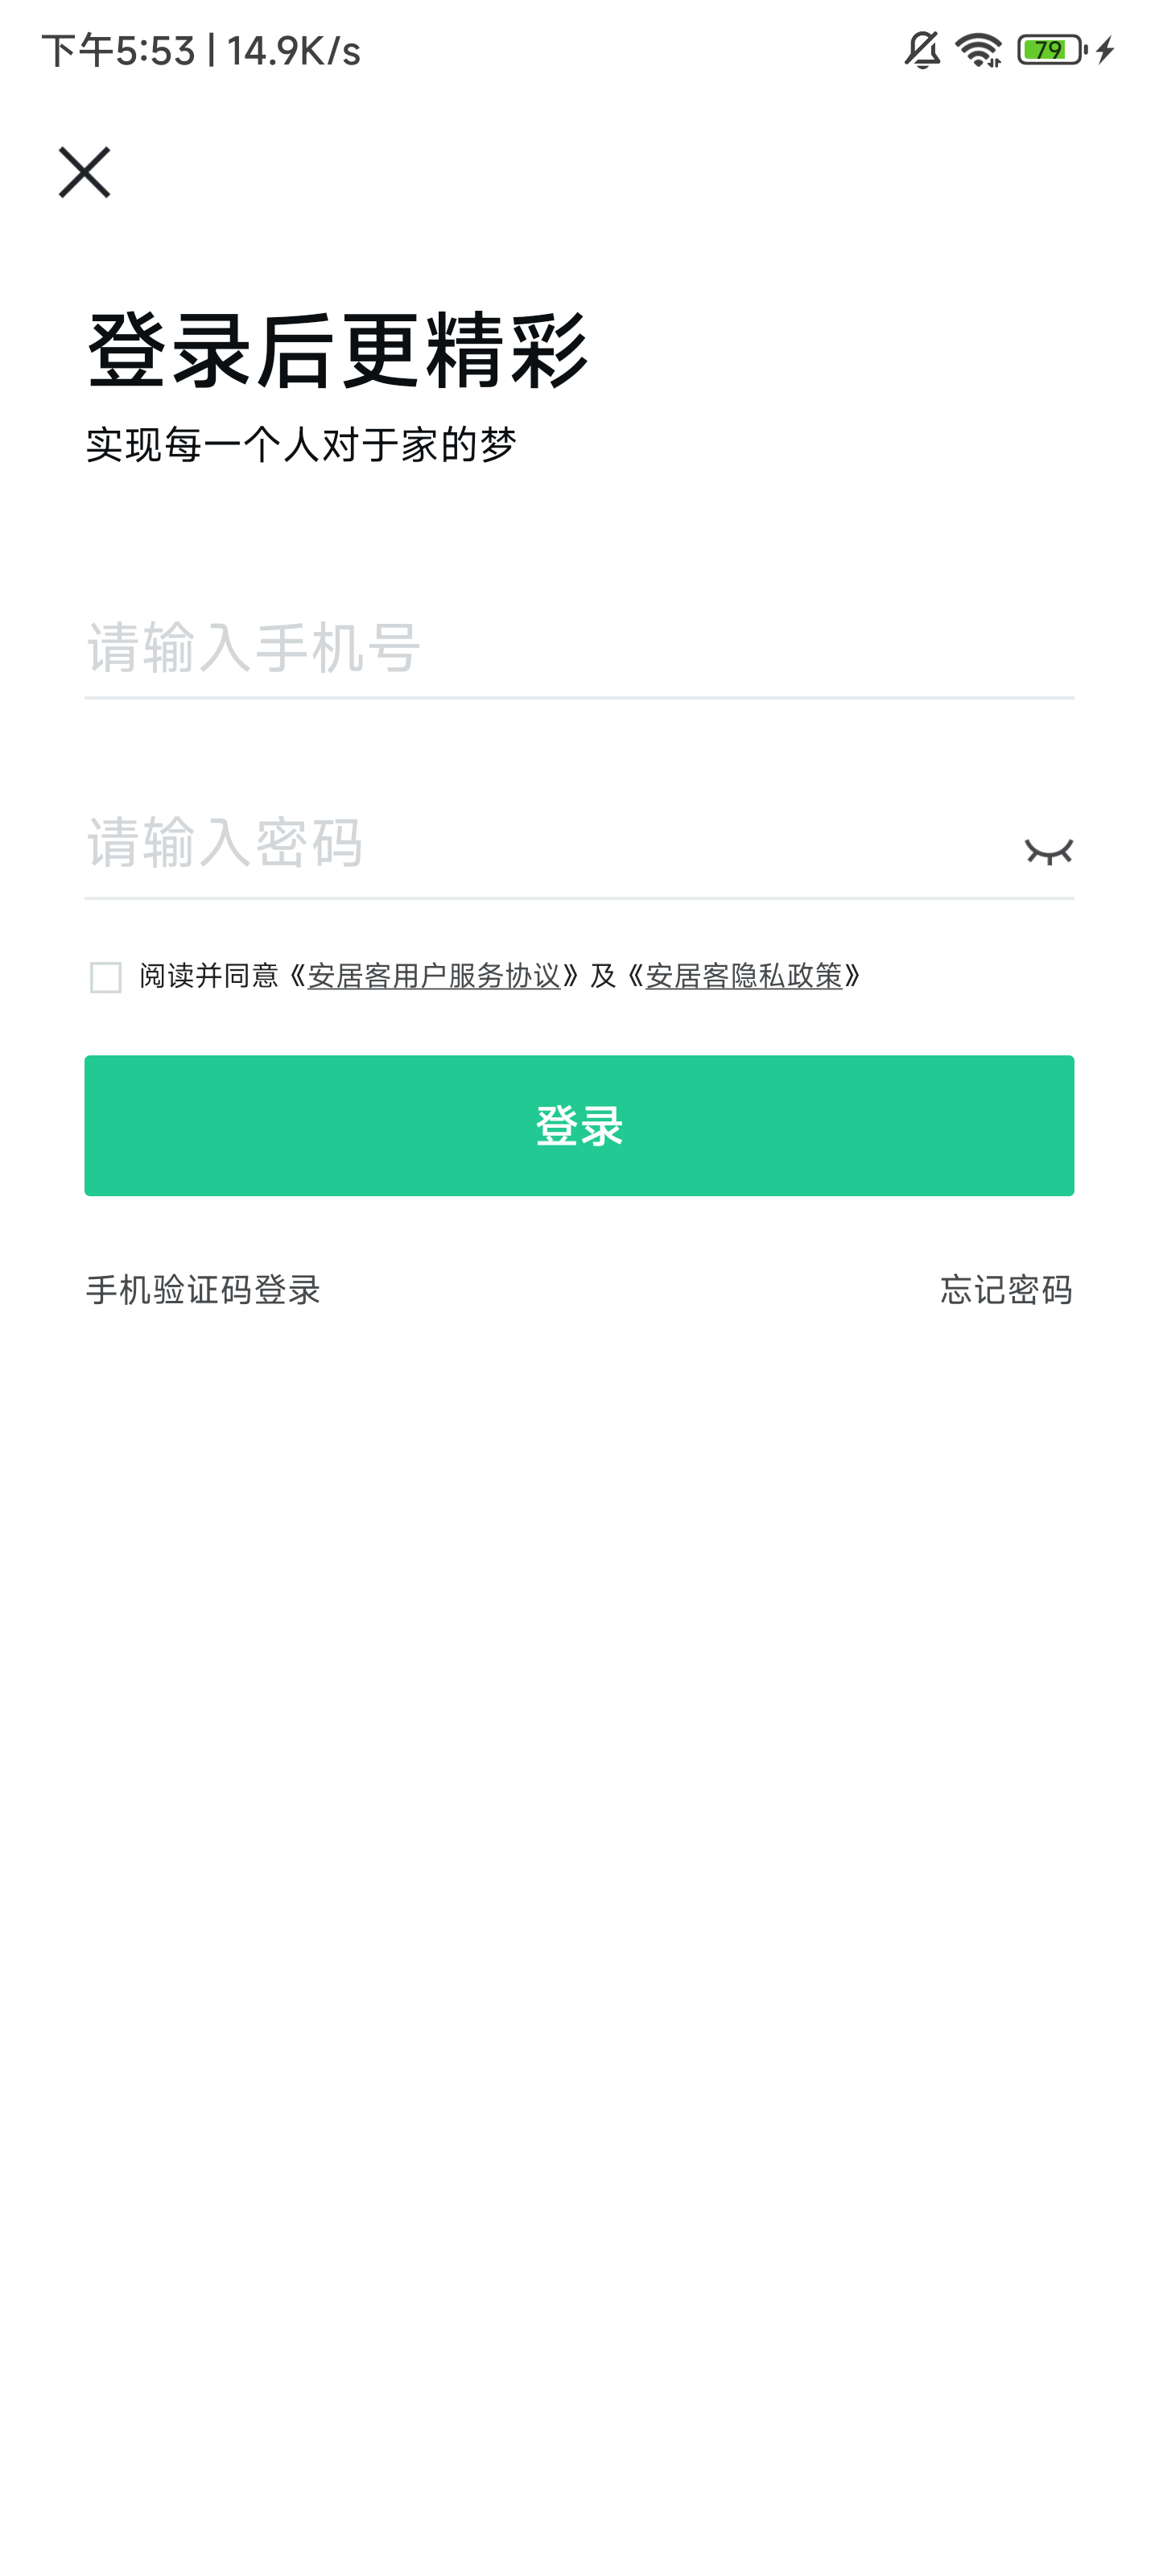 下午5:53 | 14.9K/s
79
登录后更精彩
实现每一个人对于家的梦
请输入手机号
请输入密码
阅读并同意《安居客用户服务协议》及《安居客隐私政策》
登录
手机验证码登录
忘记密码